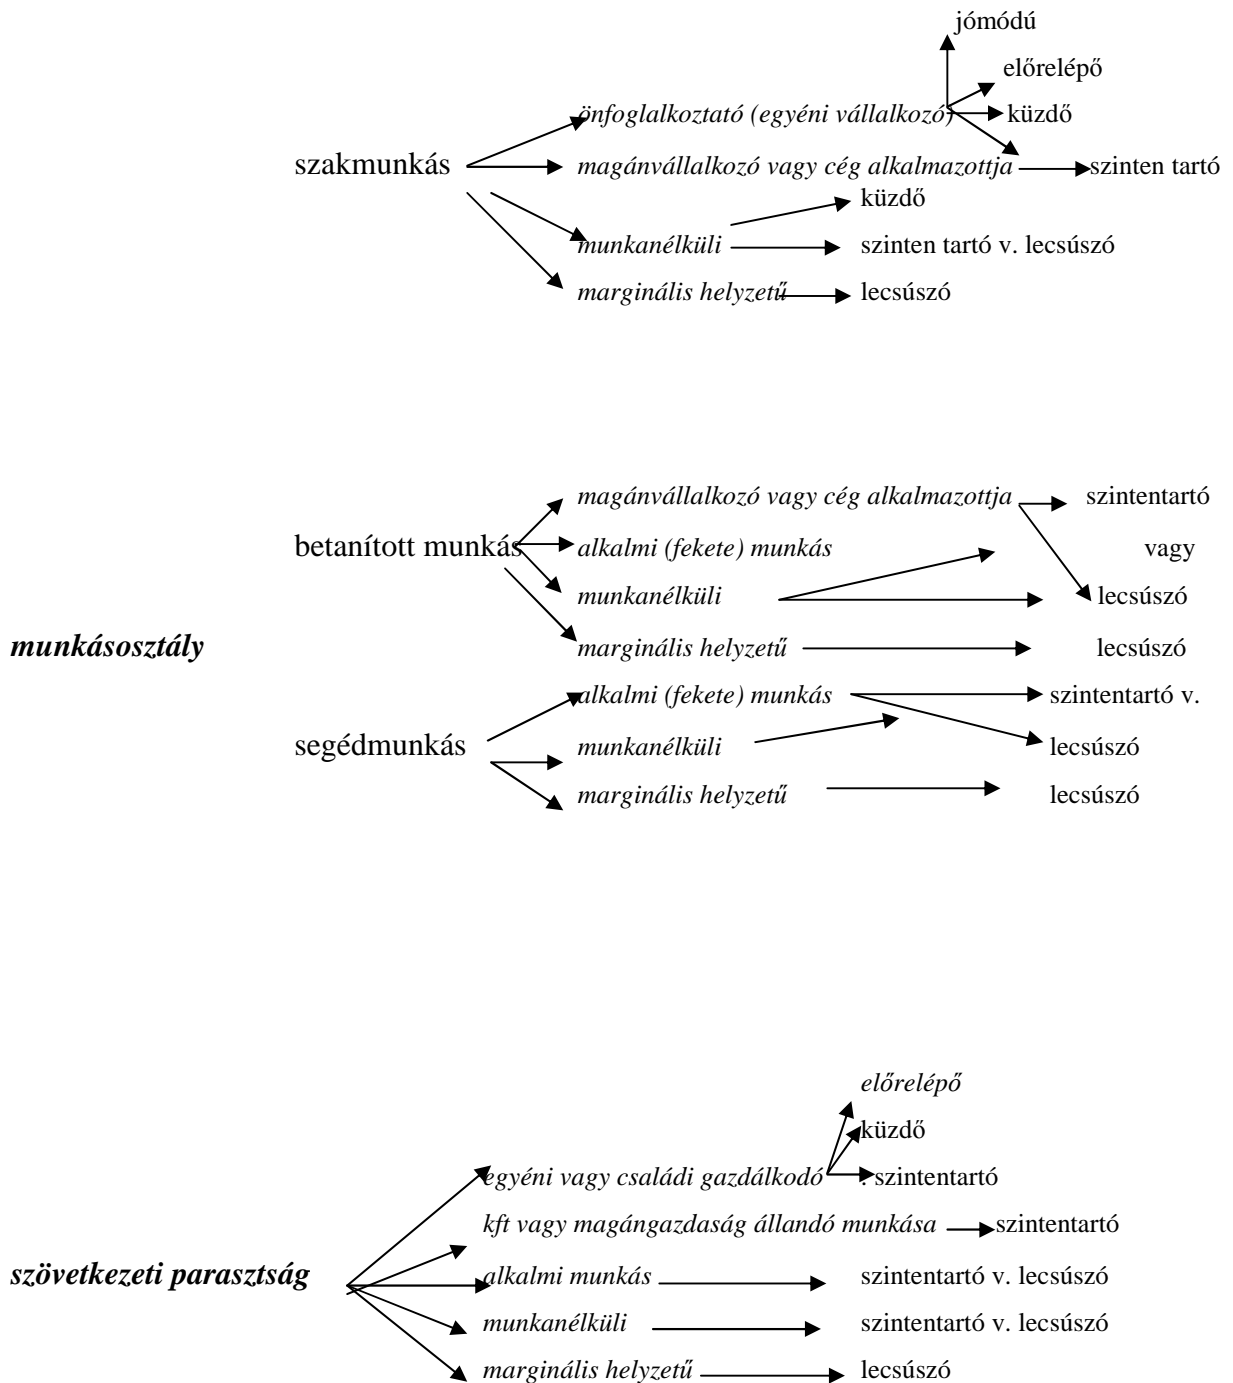 jómódú
előrelépő
önfoglalkoztató (egyéni vállalkozó) küzdő
szakmunkás magánvállalkozó vagy cég alkalmazottja szinten tartó
küzdő
munkanélküli szinten tartó v. lecsúszó
marginális helyzetű lecsúszó
magánvállalkozó vagy cég alkalmazottja szintentartó
betanított munkás alkalmi (fekete) munkás vagy
munkanélküli lecsúszó
munkásosztály marginális helyzetű lecsúszó
alkalmi (fekete) munkás szintentartó v.
segédmunkás munkanélküli lecsúszó
marginális helyzetű lecsúszó
előrelépő
küzdő
egyéni vagy családi gazdálkodó . szintentartó
kft vagy magángazdaság állandó munkása szintentartó
szövetkezeti parasztság alkalmi munkás szintentartó v. lecsúszó
munkanélküli szintentartó v. lecsúszó
marginális helyzetű lecsúszó